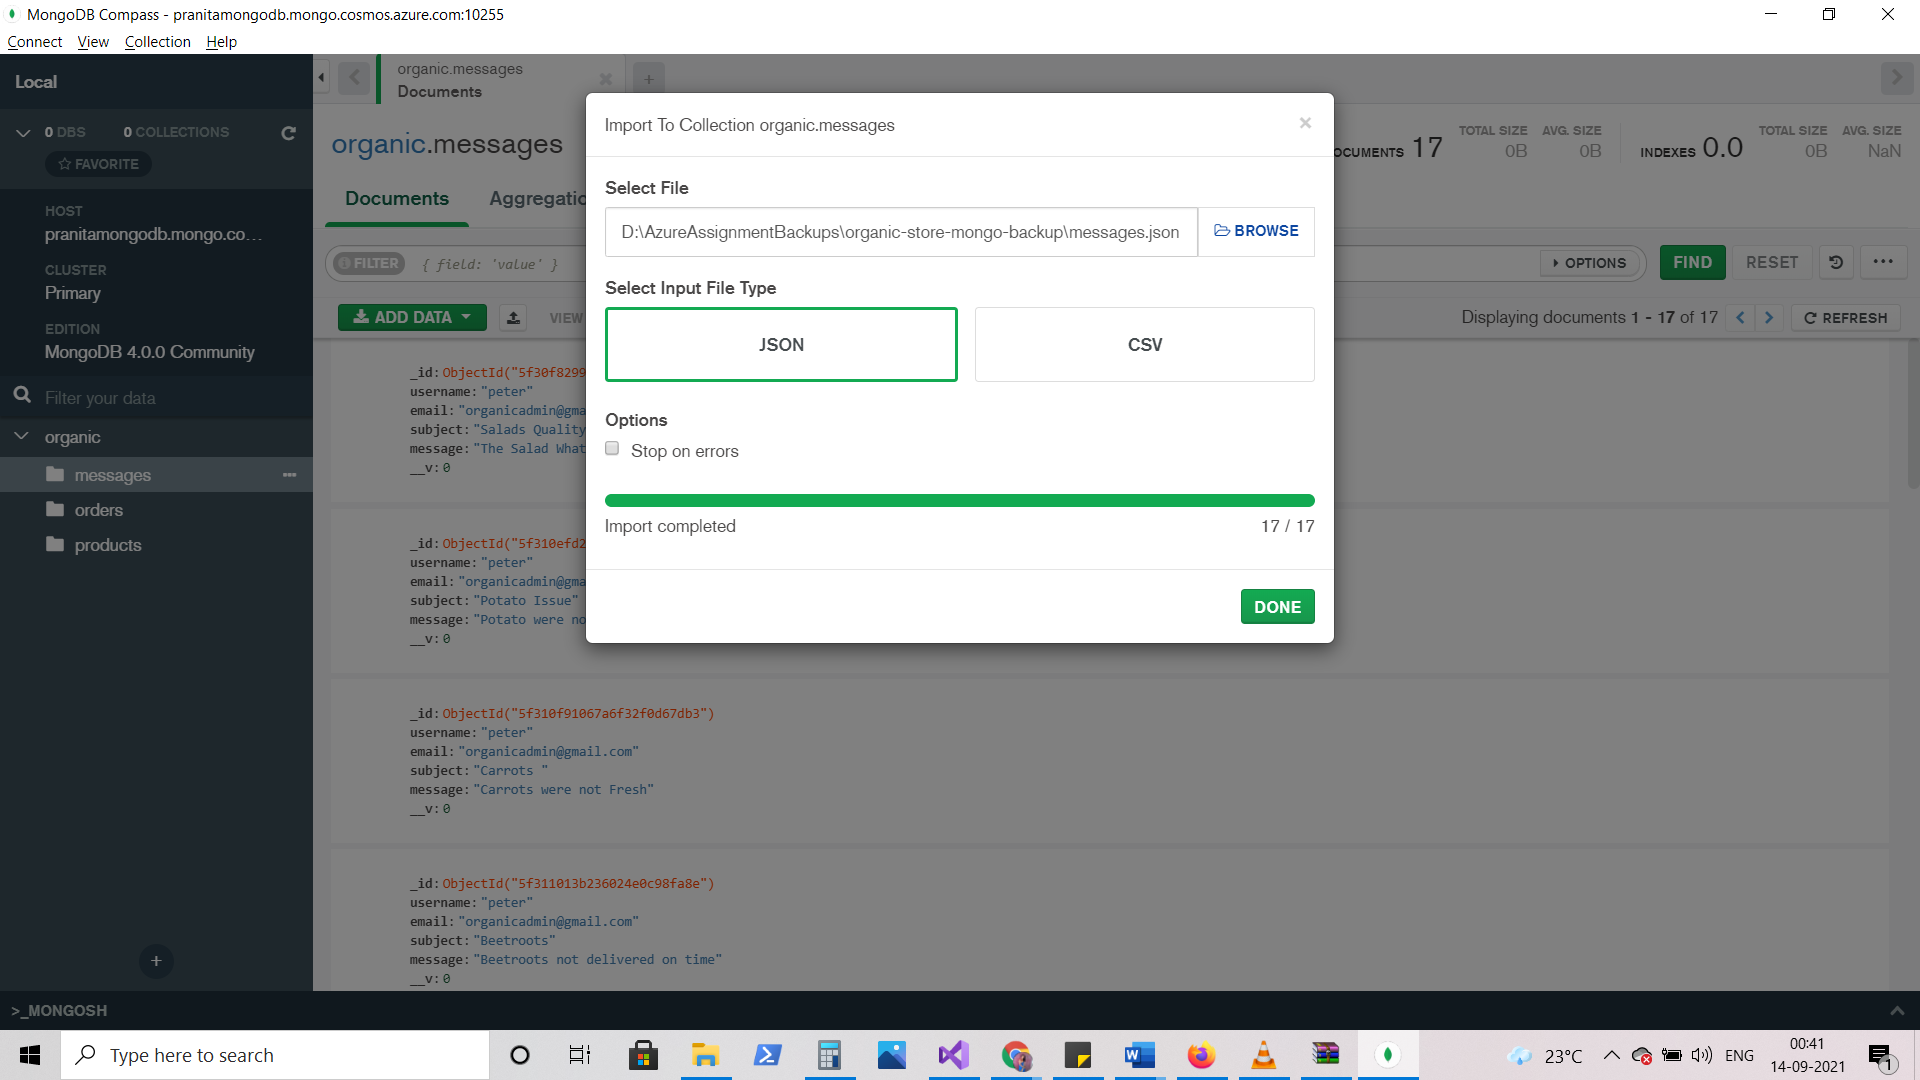 MongoDB Compass - pranitamongodb.mongo.cosmos.azure.com:10255
Connect View Collection Help
Local
0 DBS 0 COLLECTIONS
FAVORITE
HOST
pranitamongodb.mongo.co...
CLUSTER
Primary
EDITION
MongoDB 4.0.0 Community
Filter your data
organic
messages
orders
products
>_MONGOSH
organic.messages
Documents
organic.messages
OCUMENTS 17 TOTAL SIZE 0B AVG. SIZE 0B
INDEXES 0.0 TOTAL SIZE 0B AVG. SIZE NaN
Documents Aggregatio
FILTER { field: 'value' }
OPTIONS FIND RESET
ADD DATA VIEW
Displaying documents 1 - 17 of 17 REFRESH
_id: ObjectId("5f30f8299
username: "peter"
email: "organicadmin@gma
subject: "Salads Quality
message: "The Salad What
__v: 0
_id: ObjectId("5f310efd2
username: "peter"
email: "organicadmin@gma
subject: "Potato Issue"
message: "Potato were no
__v: 0
_id: ObjectId("5f310f91067a6f32f0d67db3")
username: "peter"
email: "organicadmin@gmail.com"
subject: "Carrots "
message: "Carrots were not Fresh"
__v: 0
_id: ObjectId("5f311013b236024e0c98fa8e")
username: "peter"
email: "organicadmin@gmail.com"
subject: "Beetroots"
message: "Beetroots not delivered on time"
__v: 0
Import To Collection organic.messages
Select File
D:\AzureAssignmentBackups\organic-store-mongo-backup\messages.json
BROWSE
Select Input File Type
JSON CSV
Options
Stop on errors
Import completed 17 / 17
DONE
Type here to search
23°C
ENG
00:41
14-09-2021
1